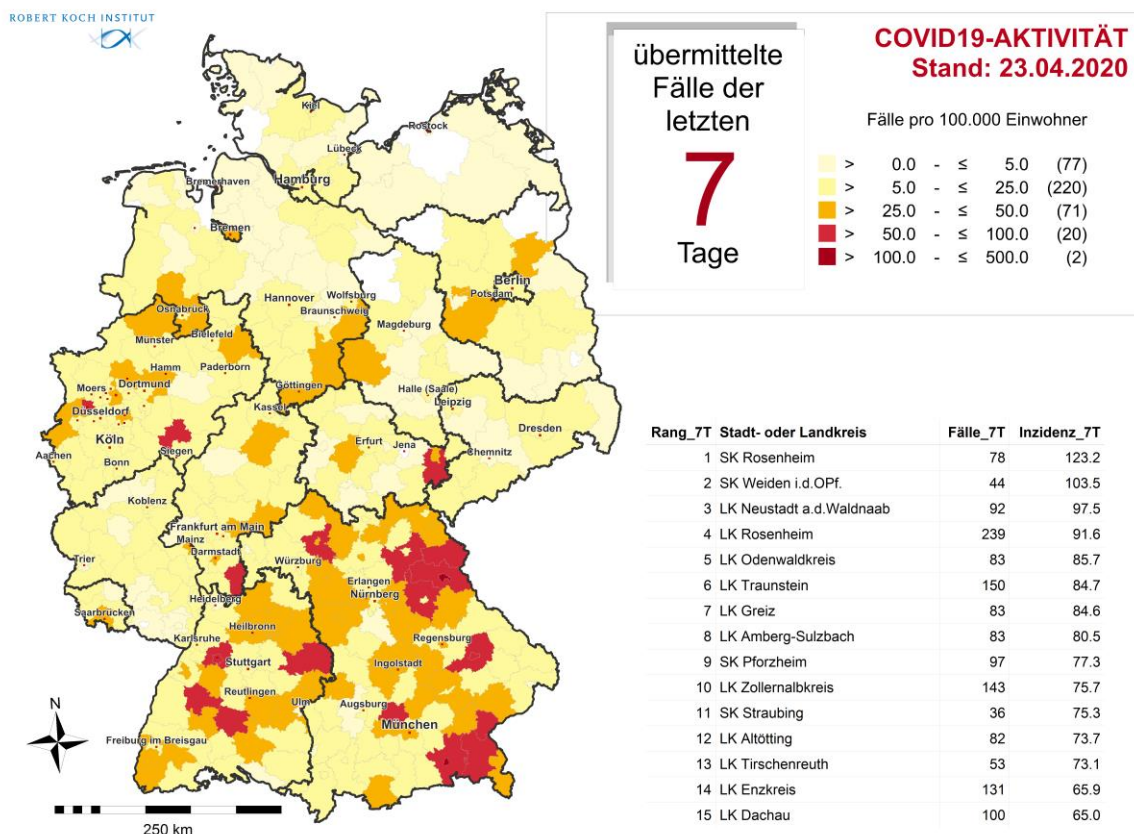 ROBERT KOCH INSTITUT
übermittelte
Fälle der
letzten
7
Tage
COVID19-AKTIVITÄT
Stand: 23.04.2020
Fälle pro 100.000 Einwohner
> 0.0 - ≤ 5.0 (77)
> 5.0 - ≤ 25.0 (220)
> 25.0 - ≤ 50.0 (71)
> 50.0 - ≤ 100.0 (20)
> 100.0 - ≤ 500.0 (2)
Kiel
Rostock
Lübeck
Hamburg
Bremerhaven
Bremen
Berlin
Potsdam
Hannover
Wolfsburg
Braunschweig
Osnabrück
Magdeburg
Münster
Bielefeld
Hamm
Paderborn
Moers
Dortmund
Göttingen
Halle (Saale)
Leipzig
Düsseldorf
Kassel
Dresden
Köln
Siegen
Erfurt
Jena
Chemnitz
Aachen
Bonn
Koblenz
Frankfurt am Main
Mainz
Darmstadt
Trier
Würzburg
Erlangen
Nürnberg
Heidelberg
Saarbrücken
Heilbronn
Karlsruhe
Regensburg
Stuttgart
Ingolstadt
Reutlingen
Ulm
Augsburg
München
Freiburg im Breisgau
N
250 km
Rang_7T Stadt- oder Landkreis Fälle_7T Inzidenz_7T
1 SK Rosenheim 78 123.2
2 SK Weiden i.d.OPf. 44 103.5
3 LK Neustadt a.d.Waldnaab 92 97.5
4 LK Rosenheim 239 91.6
5 LK Odenwaldkreis 83 85.7
6 LK Traunstein 150 84.7
7 LK Greiz 83 84.6
8 LK Amberg-Sulzbach 83 80.5
9 SK Pforzheim 97 77.3
10 LK Zollernalbkreis 143 75.7
11 SK Straubing 36 75.3
12 LK Altötting 82 73.7
13 LK Tirschenreuth 53 73.1
14 LK Enzkreis 131 65.9
15 LK Dachau 100 65.0